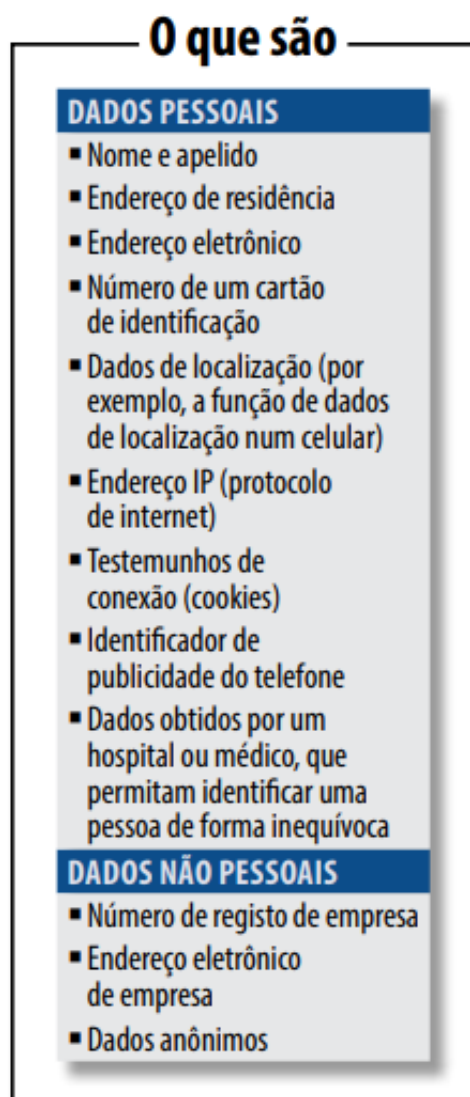 O que são
DADOS PESSOAIS
▪ Nome e apelido
▪ Endereço de residência
▪ Endereço eletrônico
▪ Número de um cartão
de identificação
▪ Dados de localização (por
exemplo, a função de dados
de localização num celular)
▪ Endereço IP (protocolo
de internet)
▪ Testemunhos de
conexão (cookies)
▪ Identificador de
publicidade do telefone
▪ Dados obtidos por um
hospital ou médico, que
permitam identificar uma
pessoa de forma inequívoca
DADOS NÃO PESSOAIS
▪ Número de registo de empresa
▪ Endereço eletrônico
de empresa
▪ Dados anônimos